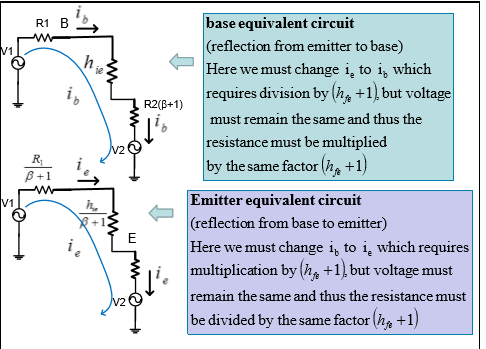 R1 B i_b
V1
h_ie
i_b
R2(β+1)
i_b
V2
base equivalent circuit
(reflection from emitter to base)
Here we must change i_e to i_b which
requires division by (h_fe +1), but voltage
must remain the same and thus the
resistance must be multiplied
by the same factor (h_fe +1)
R_1/β+1
i_e
V1
h_ie/β+1
i_e
E
i_e
V2
Emitter equivalent circuit
(reflection from base to emitter)
Here we must change i_b to i_e which requires
multiplication by (h_fe +1), but voltage must
remain the same and thus the resistance must
be divided by the same factor (h_fe +1)